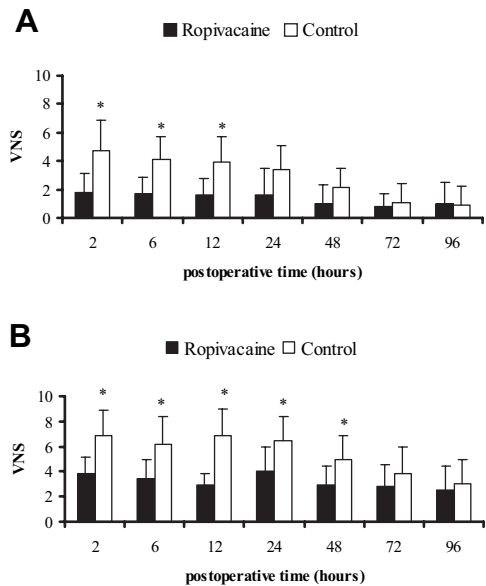 A
Ropivacaine Control
10
8
6
4
2
0
VNS
* * *
2 6 12 24 48 72 96
postoperative time (hours)
B
Ropivacaine Control
10
8
6
4
2
0
VNS
* * * * *
2 6 12 24 48 72 96
postoperative time (hours)